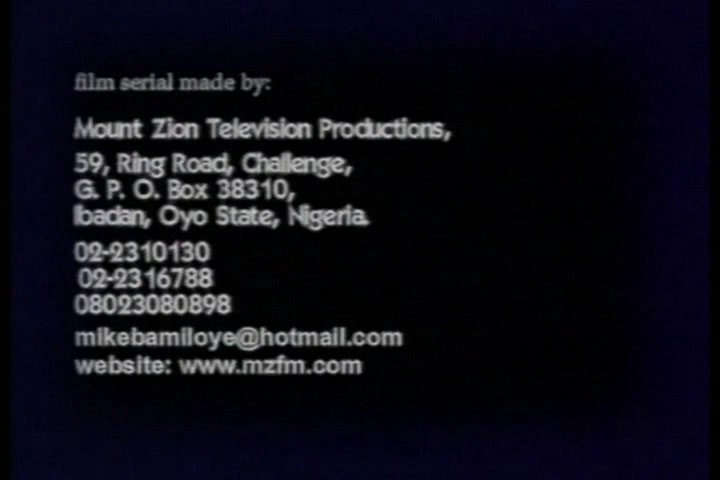 film serial made by:
Mount Zion Television Productions,
59, Ring Road, Challenge,
G. P. O. Box 38310,
Ibadan, Oyo State, Nigeria.
02-2310130
02-2316788
08023080898
mikebamiloye@hotmail.com
website: www.mzfm.com